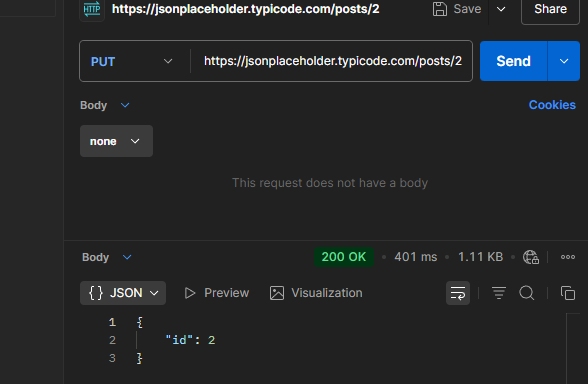 HTTP https://jsonplaceholder.typicode.com/posts/2 Save Share
PUT https://jsonplaceholder.typicode.com/posts/2 Send
Body Cookies
none
This request does not have a body
Body 200 OK • 401 ms • 1.11 KB •
{} JSON Preview Visualization
1 {
2 "id": 2
3 }